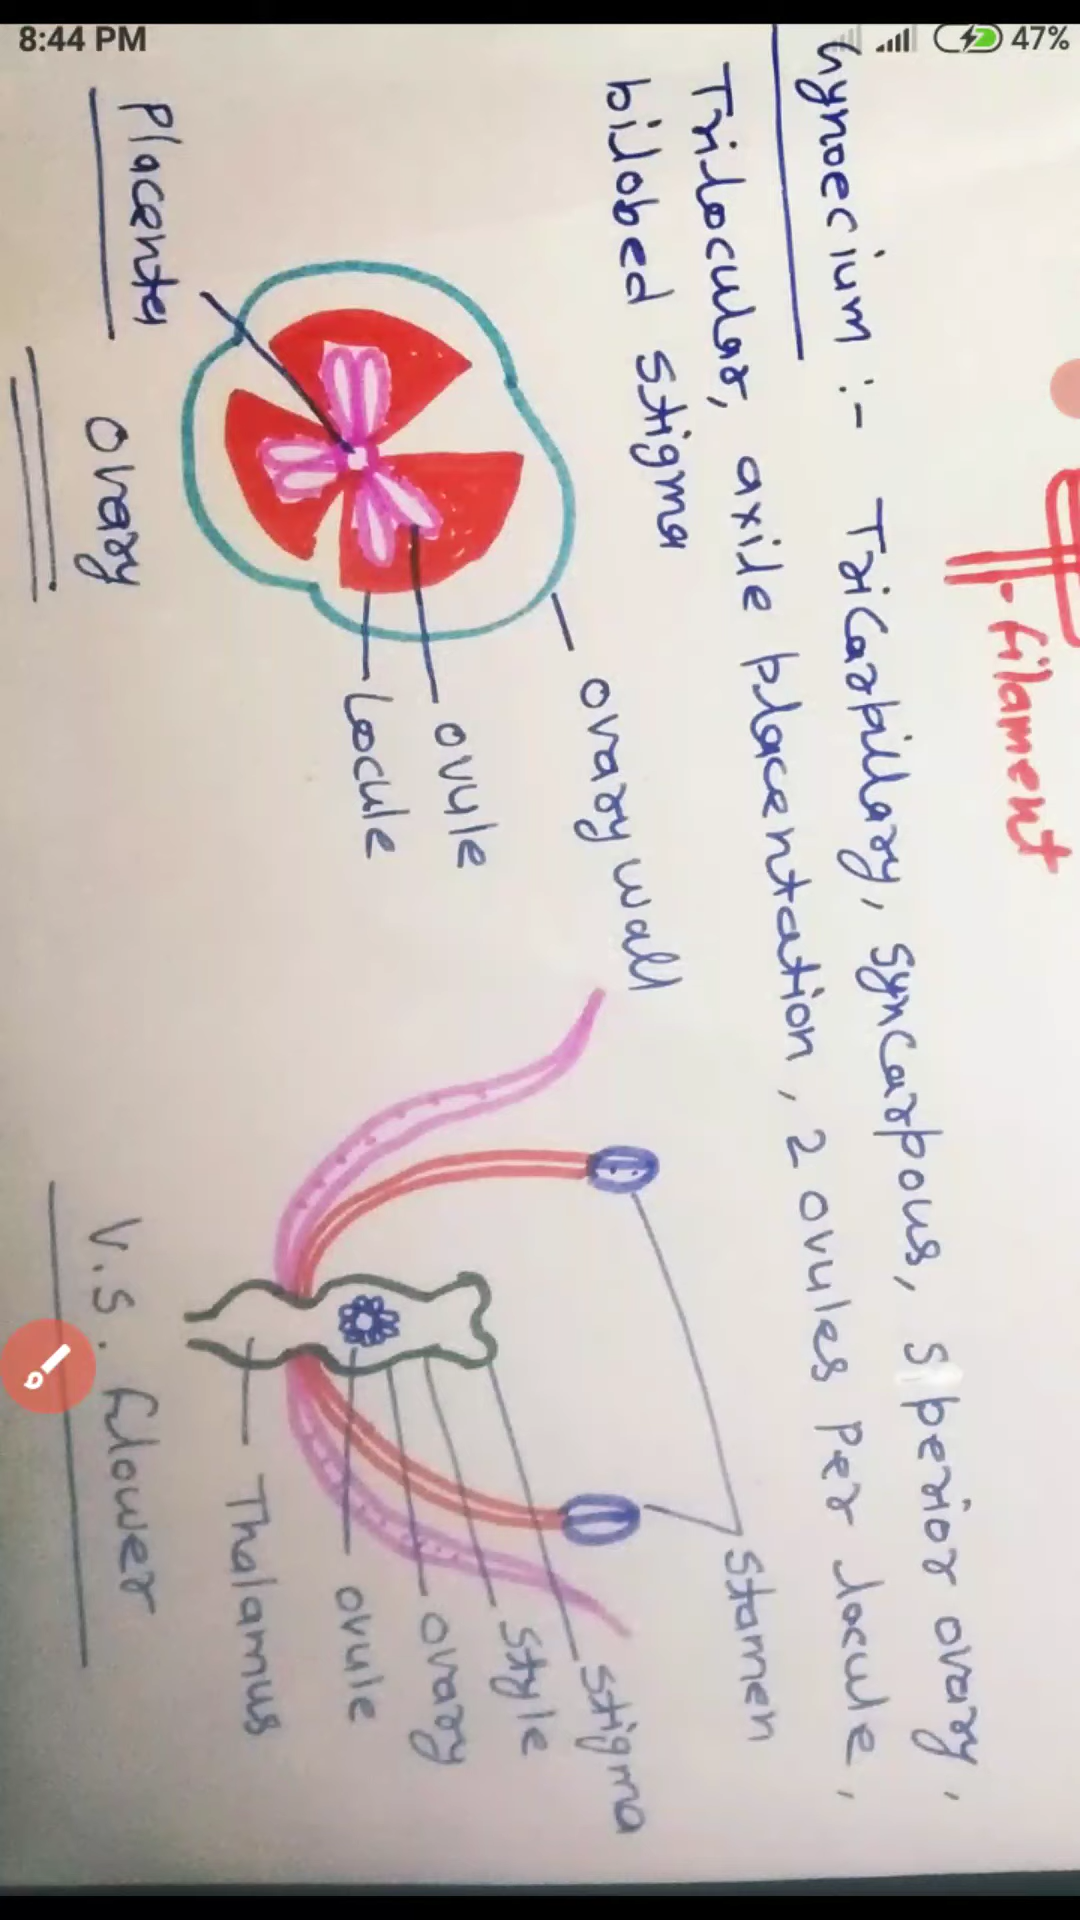 8:44 PM
47%
filament
Gynoecium :- Tricarpillary, syncarpous, Superior ovary,
Trilocular, axile placentation, 2 ovules per locule,
bilobed stigma
ovary wall
ovule
Locule
Placenta
ovary
Stamen
Stigma
Style
ovary
ovule
Thalamus
V.S. flower